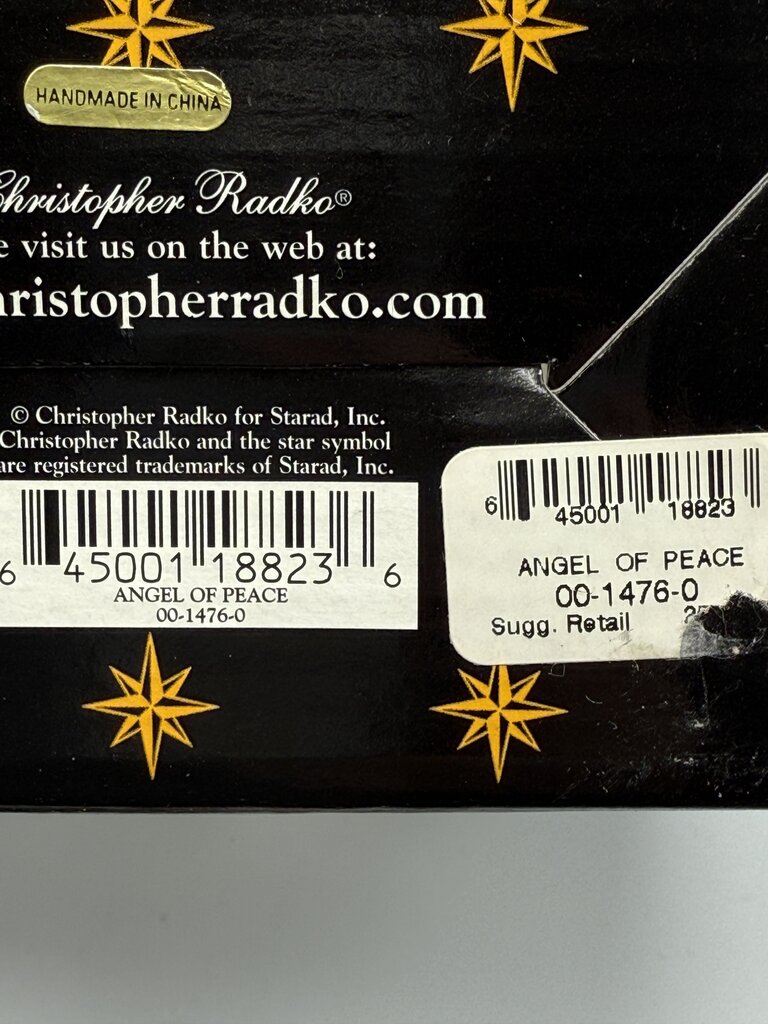 HANDMADE IN CHINA
Christopher Radko®
e visit us on the web at:
hristopherradko.com
© Christopher Radko for Starad, Inc.
Christopher Radko and the star symbol
are registered trademarks of Starad, Inc.
6 45001 18823 6
ANGEL OF PEACE
00-1476-0
6 45001 18823
ANGEL OF PEACE
00-1476-0
Sugg. Retail